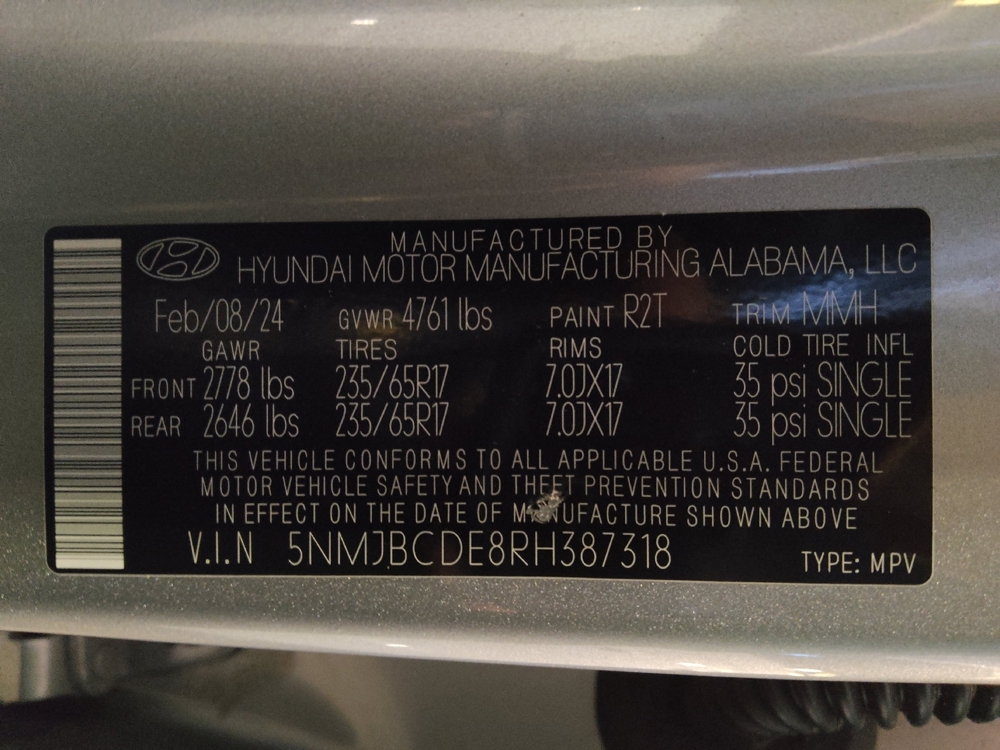 MANUFACTURED BY
HYUNDAI MOTOR MANUFACTURING ALABAMA, LLC
Feb/08/24 GVWR 4761 lbs PAINT R2T TRIM MMH
GAWR TIRES RIMS COLD TIRE INFL
FRONT 2778 lbs 235/65R17 7.0JX17 35 psi SINGLE
REAR 2646 lbs 235/65R17 7.0JX17 35 psi SINGLE
THIS VEHICLE CONFORMS TO ALL APPLICABLE U.S.A. FEDERAL
MOTOR VEHICLE SAFETY AND THEFT PREVENTION STANDARDS
IN EFFECT ON THE DATE OF MANUFACTURE SHOWN ABOVE
V.I.N 5NMJBCDE8RH387318 TYPE: MPV